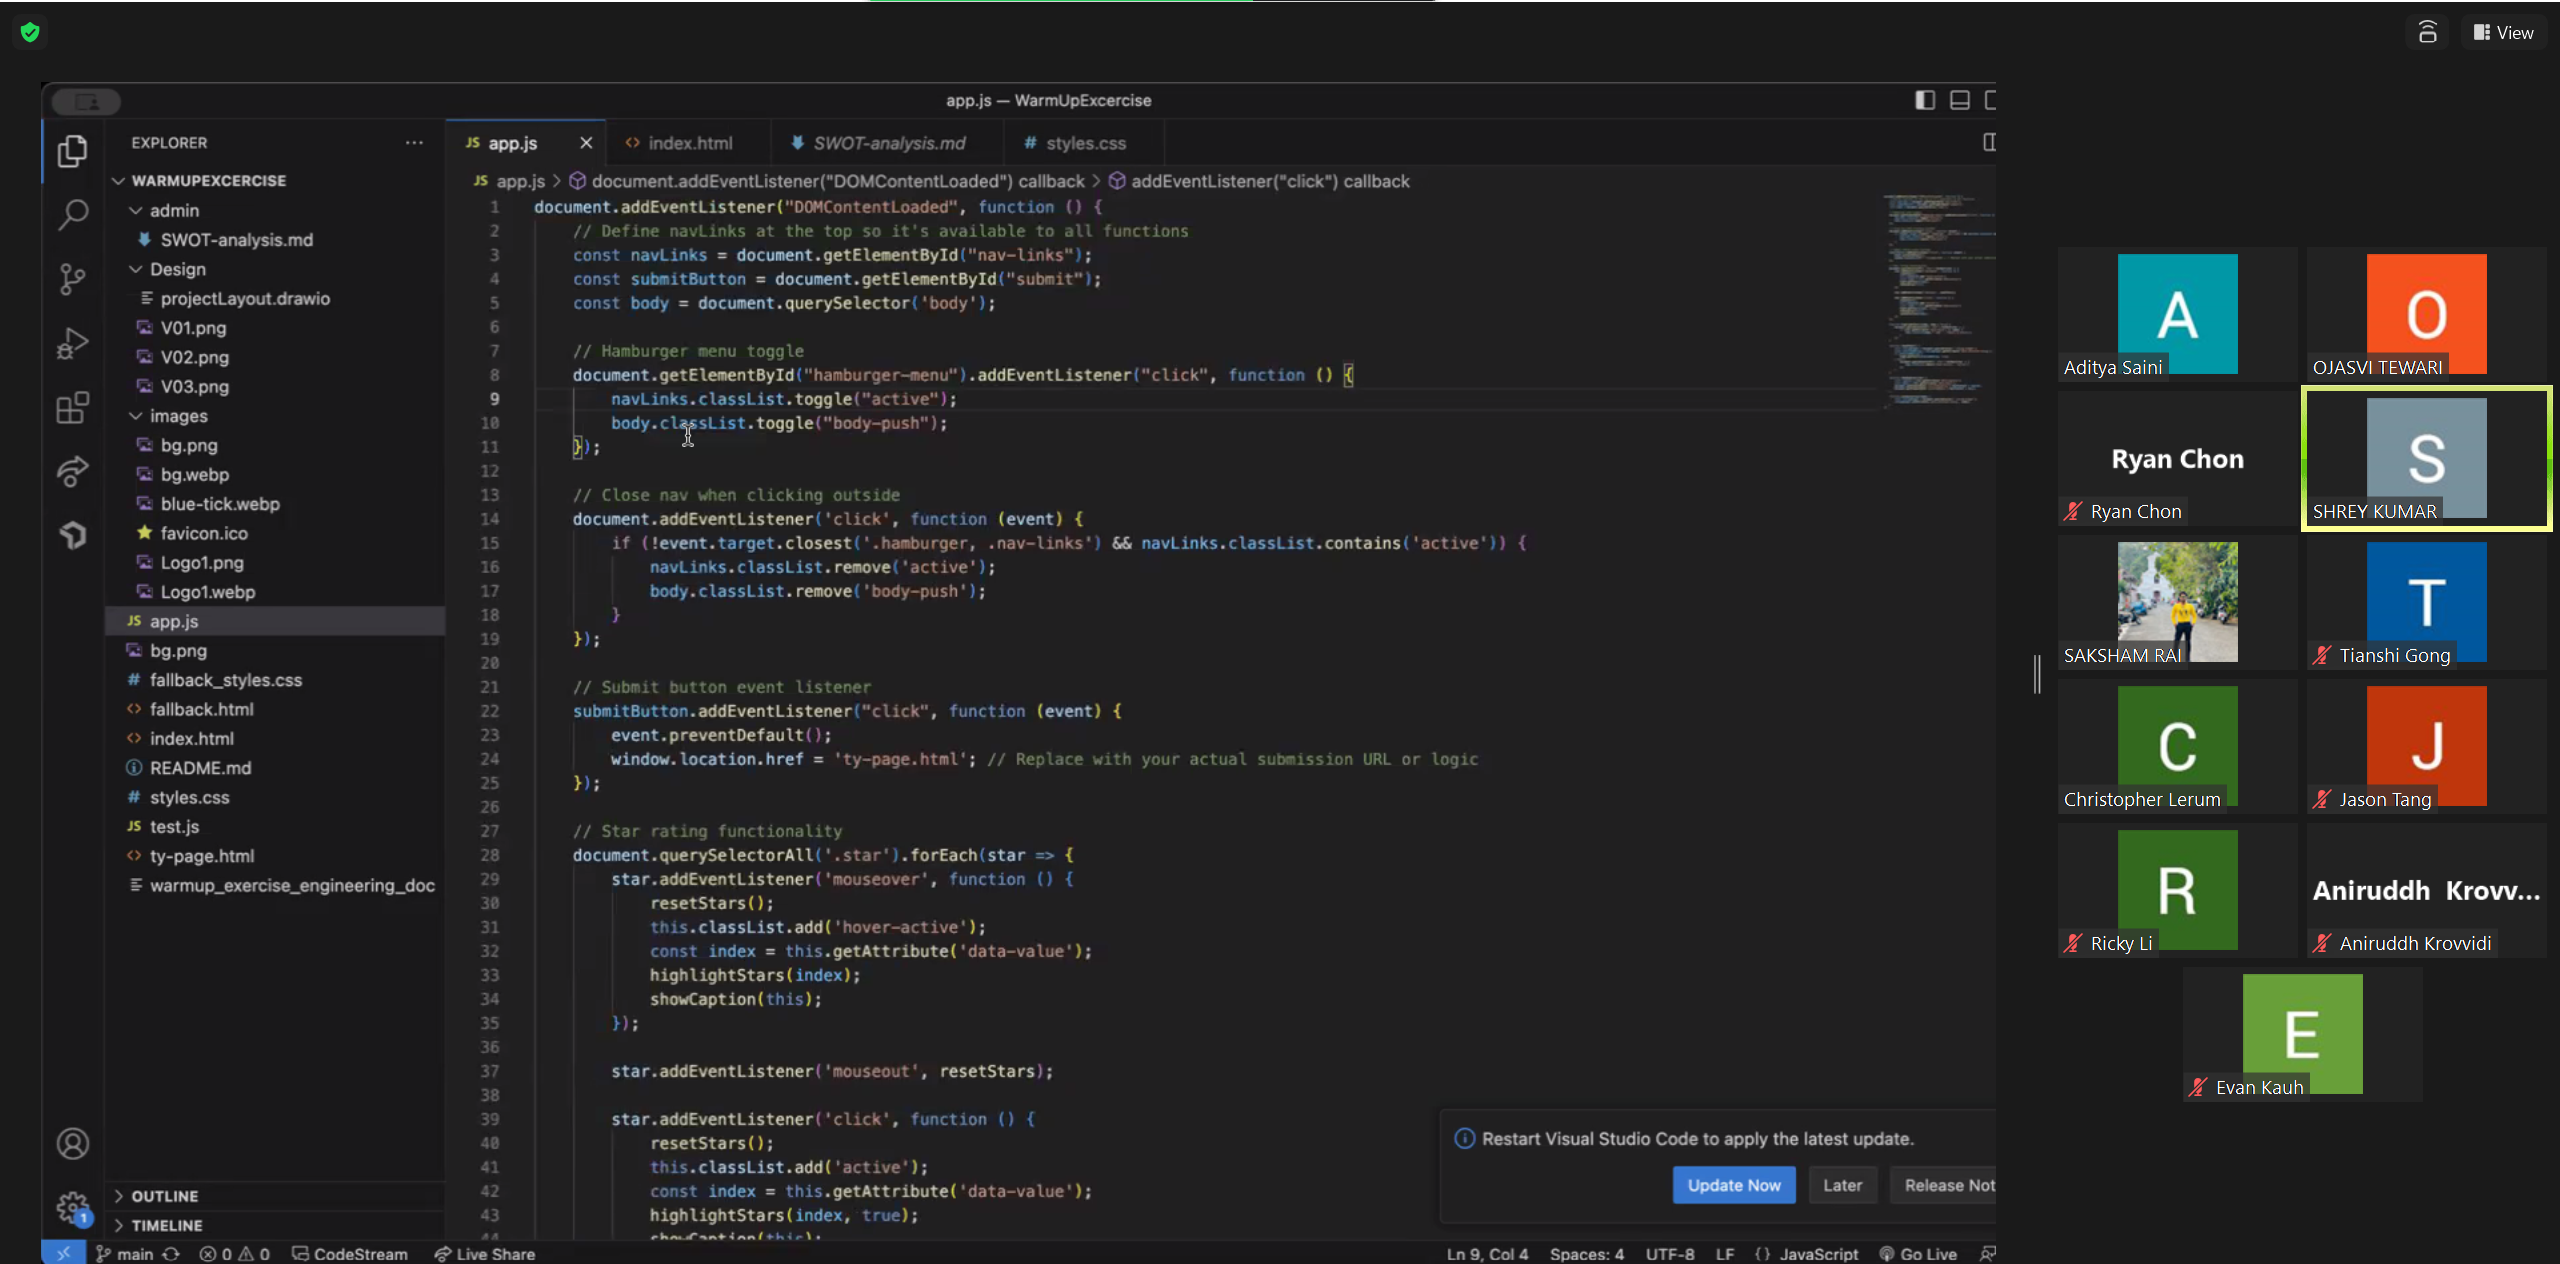 View
app.js — WarmUpExcercise
EXPLORER
WARMUPEXCERCISE
admin
SWOT-analysis.md
Design
projectLayout.drawio
V01.png
V02.png
V03.png
images
bg.png
bg.webp
blue-tick.webp
favicon.ico
Logo1.png
Logo1.webp
JS app.js
bg.png
# fallback_styles.css
<> fallback.html
<> index.html
README.md
# styles.css
JS test.js
<> ty-page.html
warmup_exercise_engineering_doc
OUTLINE
TIMELINE
JS app.js
<> index.html
SWOT-analysis.md
# styles.css
JS app.js > document.addEventListener("DOMContentLoaded") callback > addEventListener("click") callback
1 document.addEventListener("DOMContentLoaded", function () {
2 // Define navLinks at the top so it's available to all functions
3 const navLinks = document.getElementById("nav-links");
4 const submitButton = document.getElementById("submit");
5 const body = document.querySelector('body');
6
7 // Hamburger menu toggle
8 document.getElementById("hamburger-menu").addEventListener("click", function () {
9 navLinks.classList.toggle("active");
10 body.classList.toggle("body-push");
11 });
12
13 // Close nav when clicking outside
14 document.addEventListener('click', function (event) {
15 if (!event.target.closest('.hamburger, .nav-links') && navLinks.classList.contains('active')) {
16 navLinks.classList.remove('active');
17 body.classList.remove('body-push');
18 }
19 });
20
21 // Submit button event listener
22 submitButton.addEventListener("click", function (event) {
23 event.preventDefault();
24 window.location.href = 'ty-page.html'; // Replace with your actual submission URL or logic
25 });
26
27 // Star rating functionality
28 document.querySelectorAll('.star').forEach(star => {
29 star.addEventListener('mouseover', function () {
30 resetStars();
31 this.classList.add('hover-active');
32 const index = this.getAttribute('data-value');
33 highlightStars(index);
34 showCaption(this);
35 });
36
37 star.addEventListener('mouseout', resetStars);
38
39 star.addEventListener('click', function () {
40 resetStars();
41 this.classList.add('active');
42 const index = this.getAttribute('data-value');
43 highlightStars(index, true);
44 showCaption(this);
Restart Visual Studio Code to apply the latest update.
Update Now
Later
Release Not
1
main
0 0
CodeStream
Live Share
Ln 9, Col 4
Spaces: 4
UTF-8
LF
{} JavaScript
Go Live
A
Aditya Saini
O
OJASVI TEWARI
Ryan Chon
Ryan Chon
S
SHREY KUMAR
SAKSHAM RAI
T
Tianshi Gong
C
Christopher Lerum
J
Jason Tang
R
Ricky Li
Aniruddh Krovv...
Aniruddh Krovvidi
E
Evan Kauh